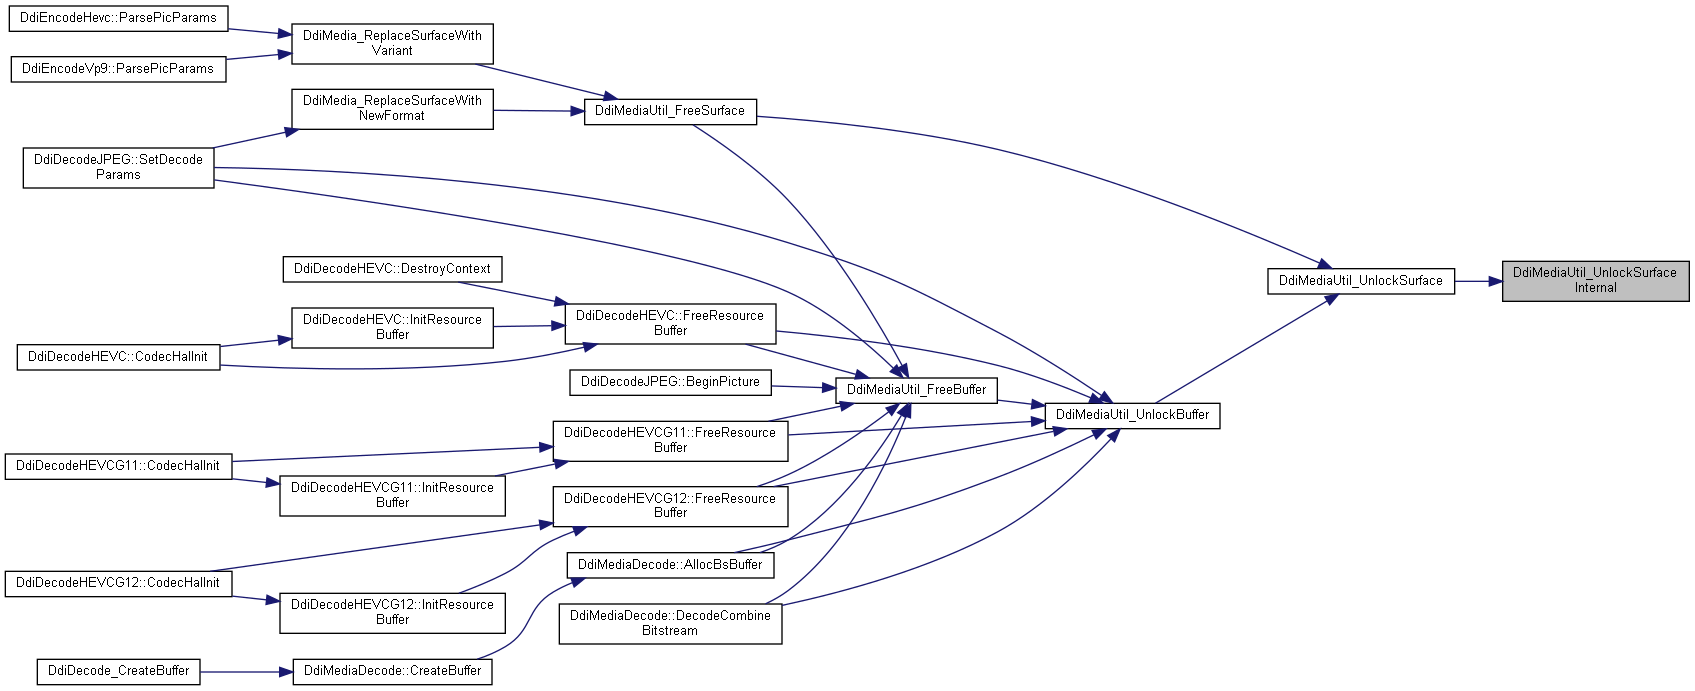 DdiEncodeHevc::ParsePicParams
DdiEncodeVp9::ParsePicParams
DdiMedia_ReplaceSurfaceWith
Variant
DdiMedia_ReplaceSurfaceWith
NewFormat
DdiMediaUtil_FreeSurface
DdiDecodeJPEG::SetDecode
Params
DdiDecodeHEVC::DestroyContext
DdiMediaUtil_UnlockSurface
DdiMediaUtil_UnlockSurface
Internal
DdiDecodeHEVC::InitResource
Buffer
DdiDecodeHEVC::FreeResource
Buffer
DdiDecodeHEVC::CodecHalInit
DdiDecodeJPEG::BeginPicture
DdiMediaUtil_FreeBuffer
DdiMediaUtil_UnlockBuffer
DdiDecodeHEVCG11::FreeResource
Buffer
DdiDecodeHEVCG11::CodecHalInit
DdiDecodeHEVCG11::InitResource
Buffer
DdiDecodeHEVCG12::FreeResource
Buffer
DdiDecodeHEVCG12::CodecHalInit
DdiMediaDecode::AllocBsBuffer
DdiDecodeHEVCG12::InitResource
Buffer
DdiMediaDecode::DecodeCombine
Bitstream
DdiDecode_CreateBuffer
DdiMediaDecode::CreateBuffer